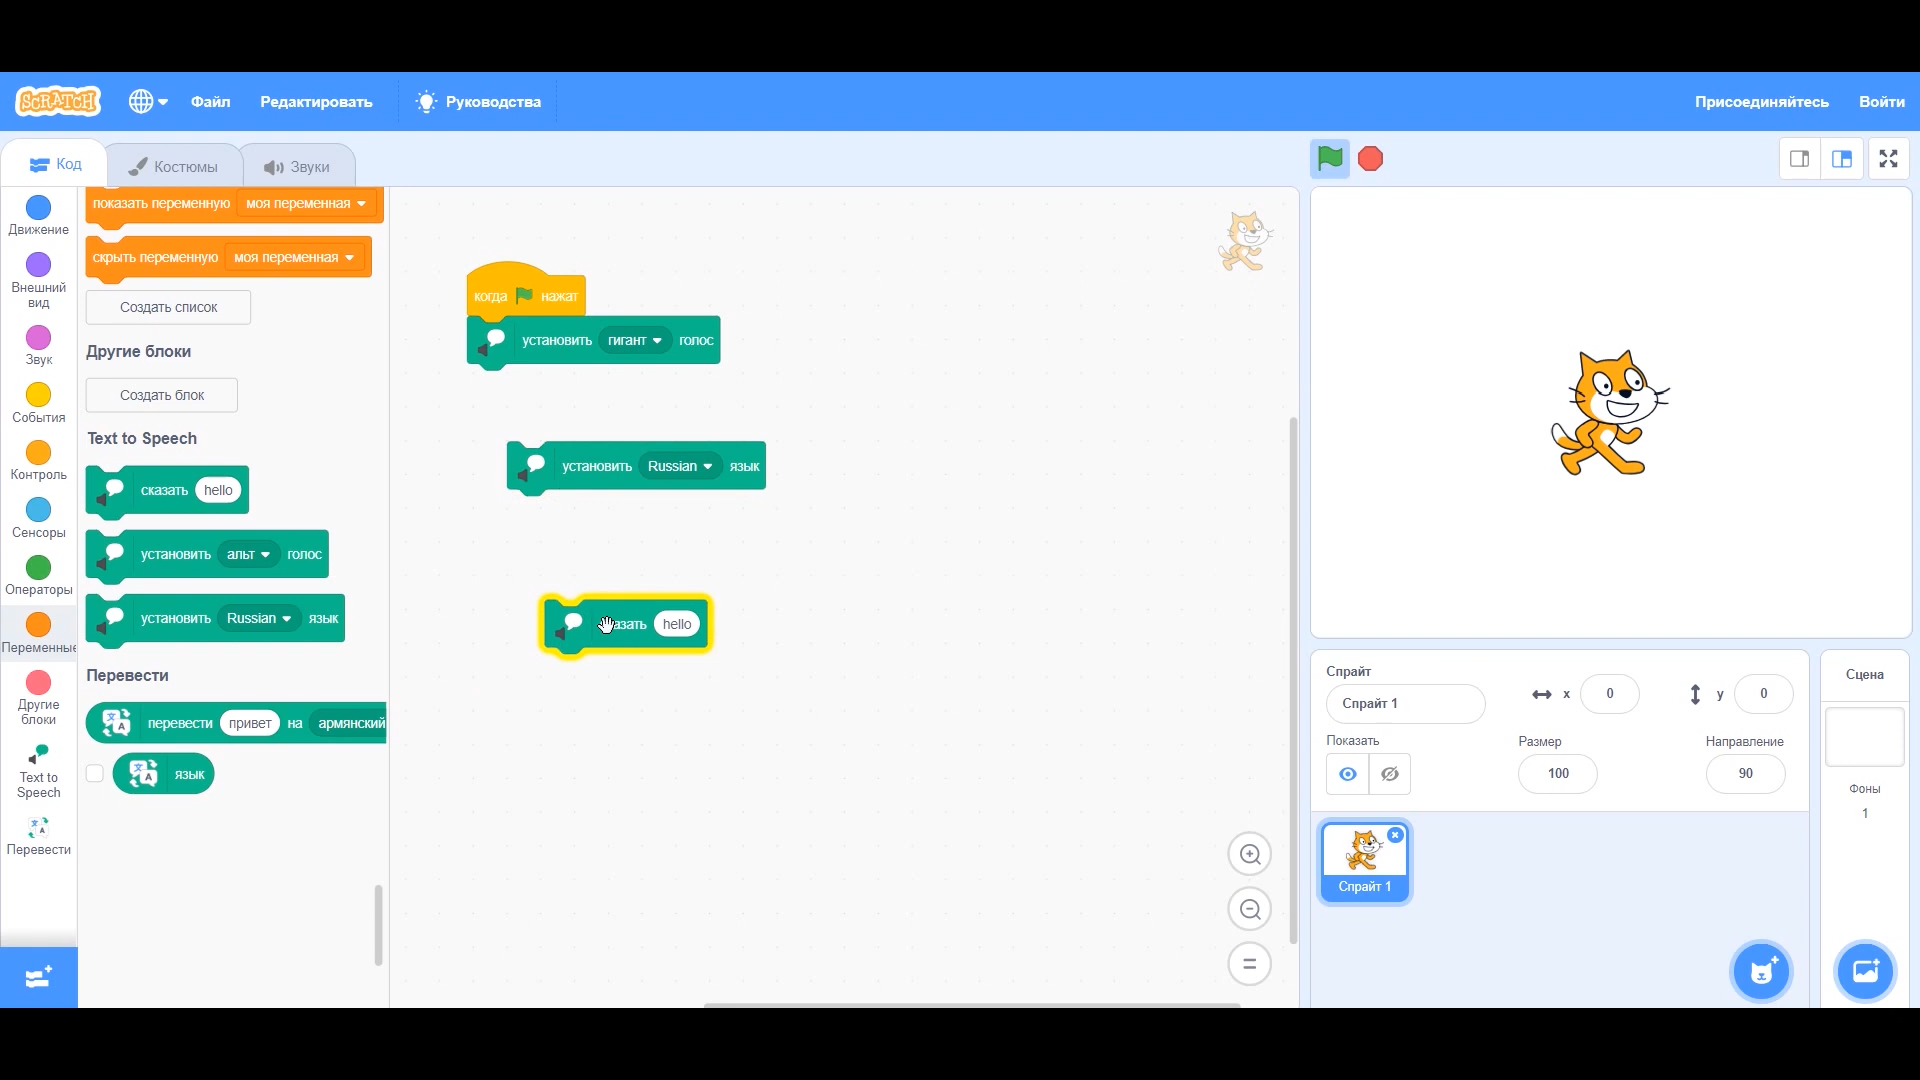 SCRATCH
Файл
Редактировать
Руководства
Присоединяйтесь
Войти
Код
Костюмы
Звуки
Движение
Внешний
вид
Звук
События
Контроль
Сенсоры
Операторы
Переменные
Другие
блоки
Text to
Speech
Перевести
показать переменную моя переменная
скрыть переменную моя переменная
Создать список
Другие блоки
Создать блок
Text to Speech
сказать hello
установить альт голос
установить Russian язык
Перевести
перевести привет на армянский
язык
когда нажат
установить гигант голос
установить Russian язык
hello
Спрайт
Спрайт 1
x 0
y 0
Показать
Размер
100
Направление
90
Спрайт 1
Сцена
Фоны
1